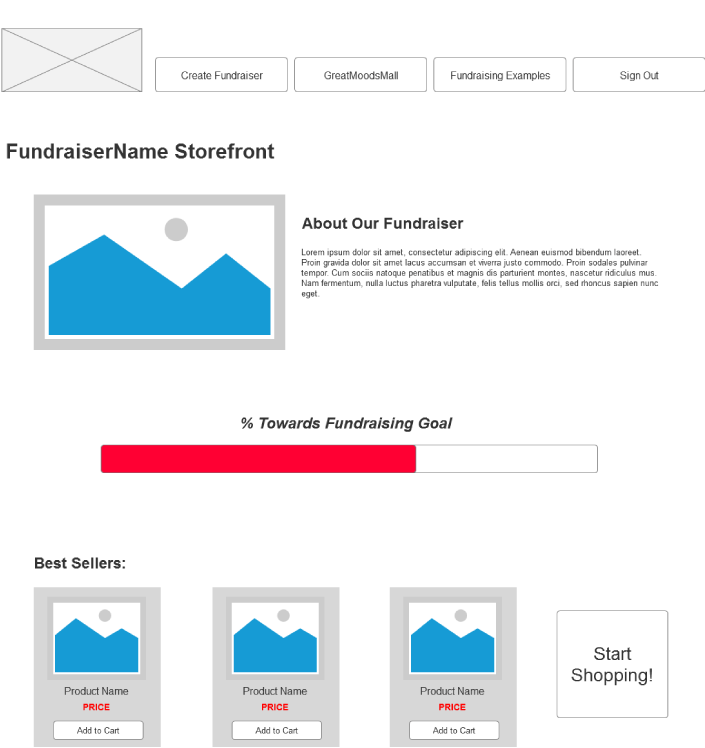 Create Fundraiser
GreatMoodsMall
Fundraising Examples
Sign Out
FundraiserName Storefront
About Our Fundraiser
Lorem ipsum dolor sit amet, consectetur adipiscing elit. Aenean euismod bibendum laoreet.
Proin gravida dolor sit amet lacus accumsan et viverra justo commodo. Proin sodales pulvinar
tempor. Cum sociis natoque penatibus et magnis dis parturient montes, nascetur ridiculus mus.
Nam fermentum, nulla luctus pharetra vulputate, felis tellus mollis orci, sed rhoncus sapien nunc
eget.
% Towards Fundraising Goal
Best Sellers:
Product Name
PRICE
Add to Cart
Product Name
PRICE
Add to Cart
Product Name
PRICE
Add to Cart
Start
Shopping!